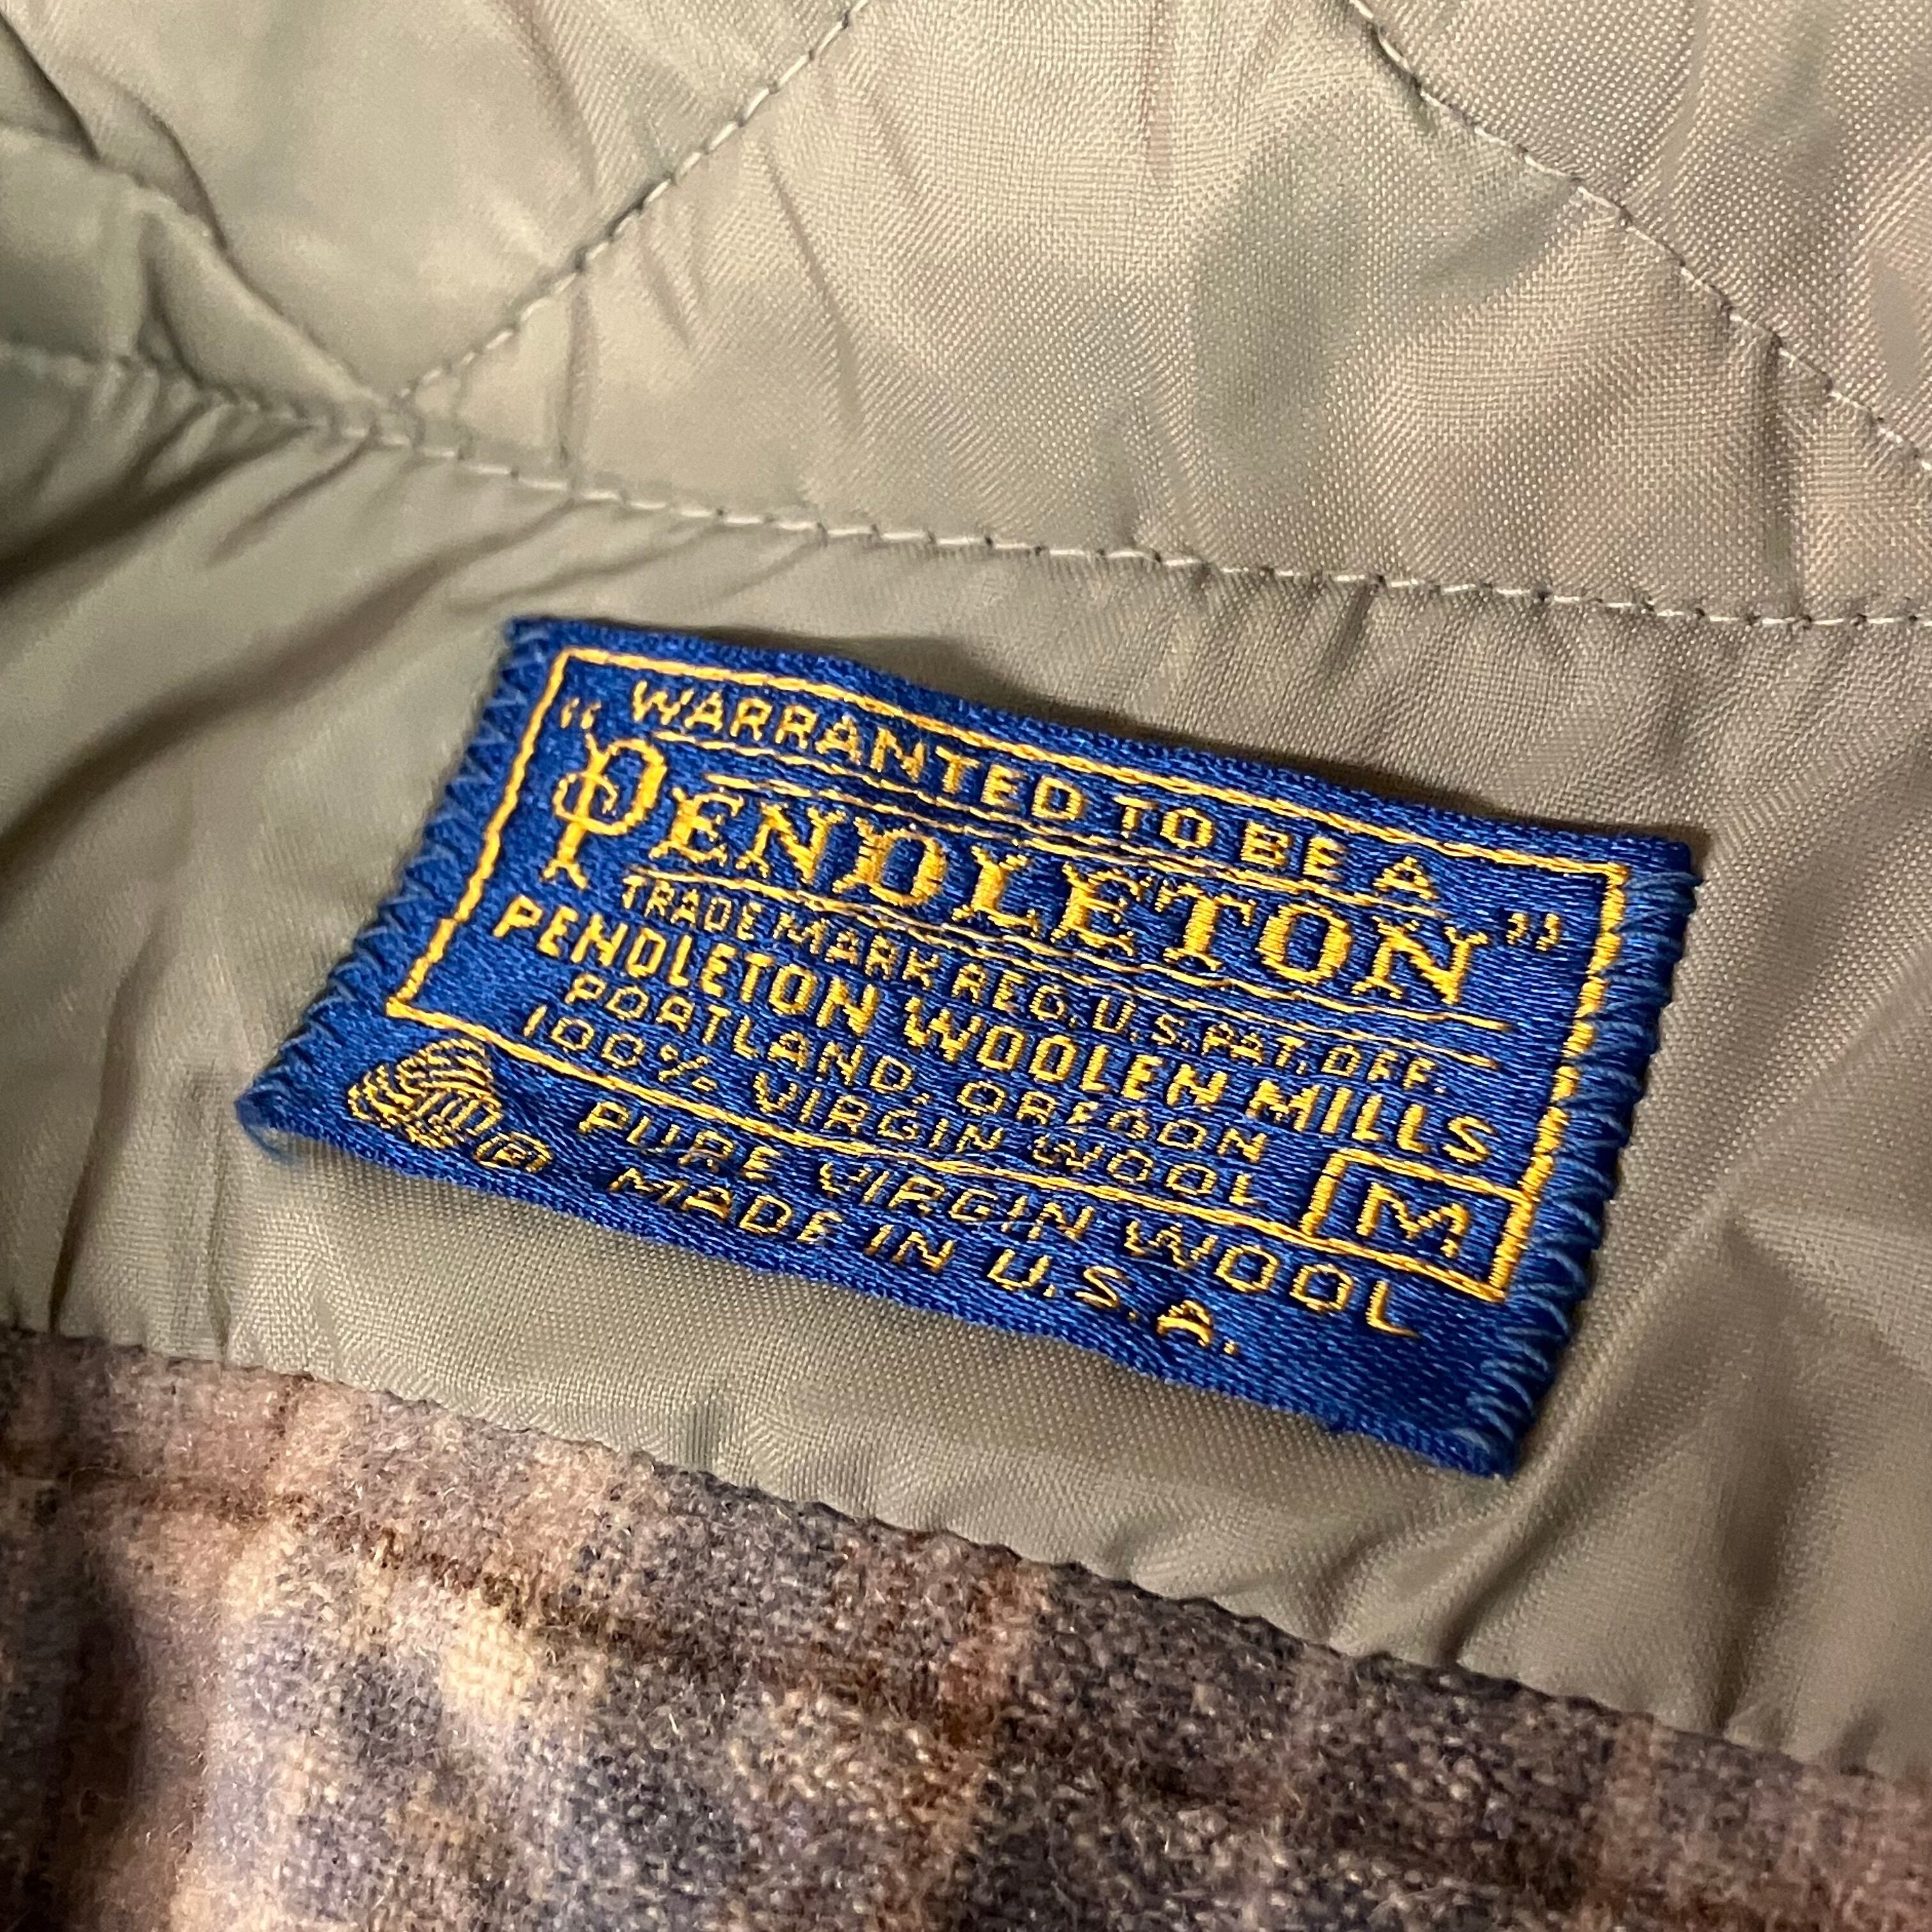 WARRANTED TO BE A
"PENDLETON"
TRADE MARK REG. U.S. PAT. OFF.
PENDLETON WOOLEN MILLS
PORTLAND, OREGON
100% VIRGIN WOOL M
® PURE VIRGIN WOOL
MADE IN U.S.A.